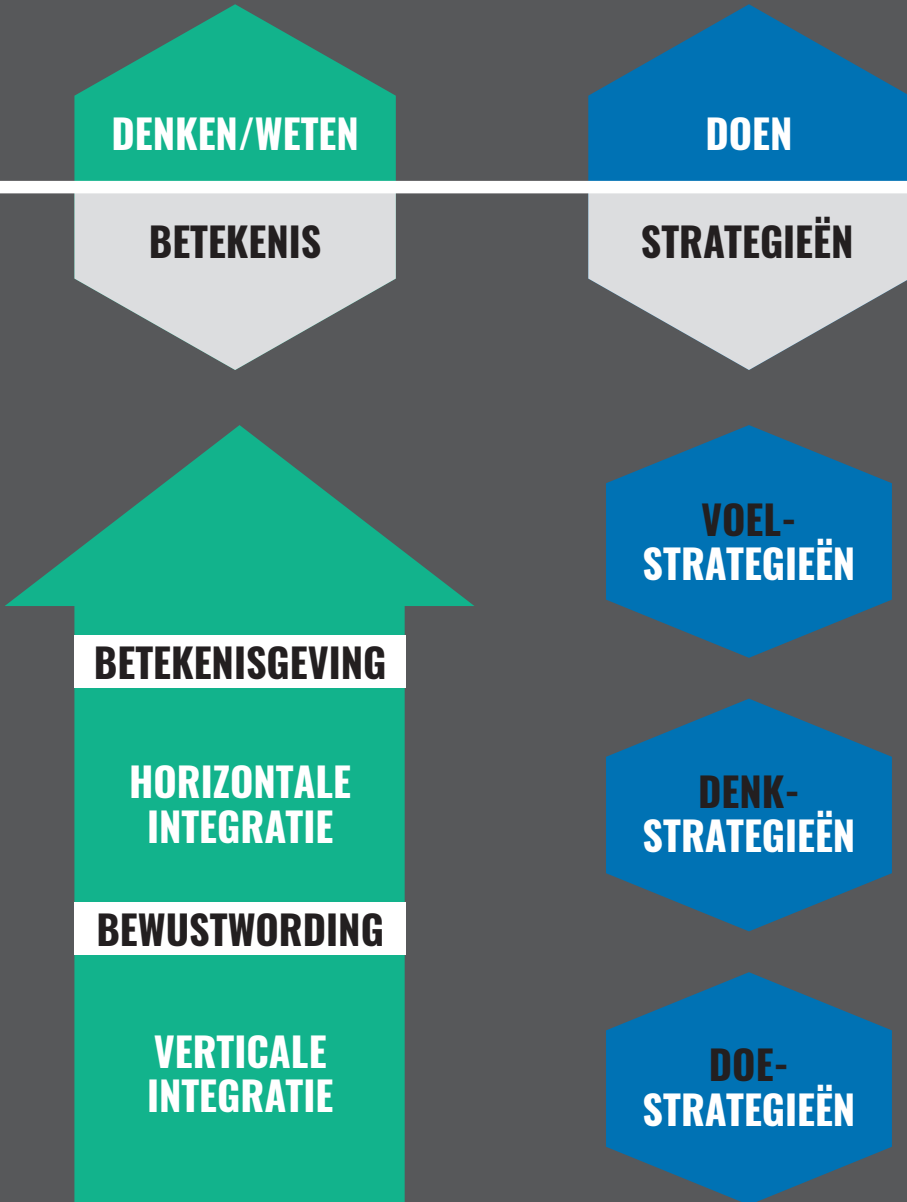 DENKEN/WETEN
DOEN
BETEKENIS
STRATEGIEËN
BETEKENISGEVING
HORIZONTALE
INTEGRATIE
BEWUSTWORDING
VERTICALE
INTEGRATIE
VOEL-
STRATEGIEËN
DENK-
STRATEGIEËN
DOE-
STRATEGIEËN